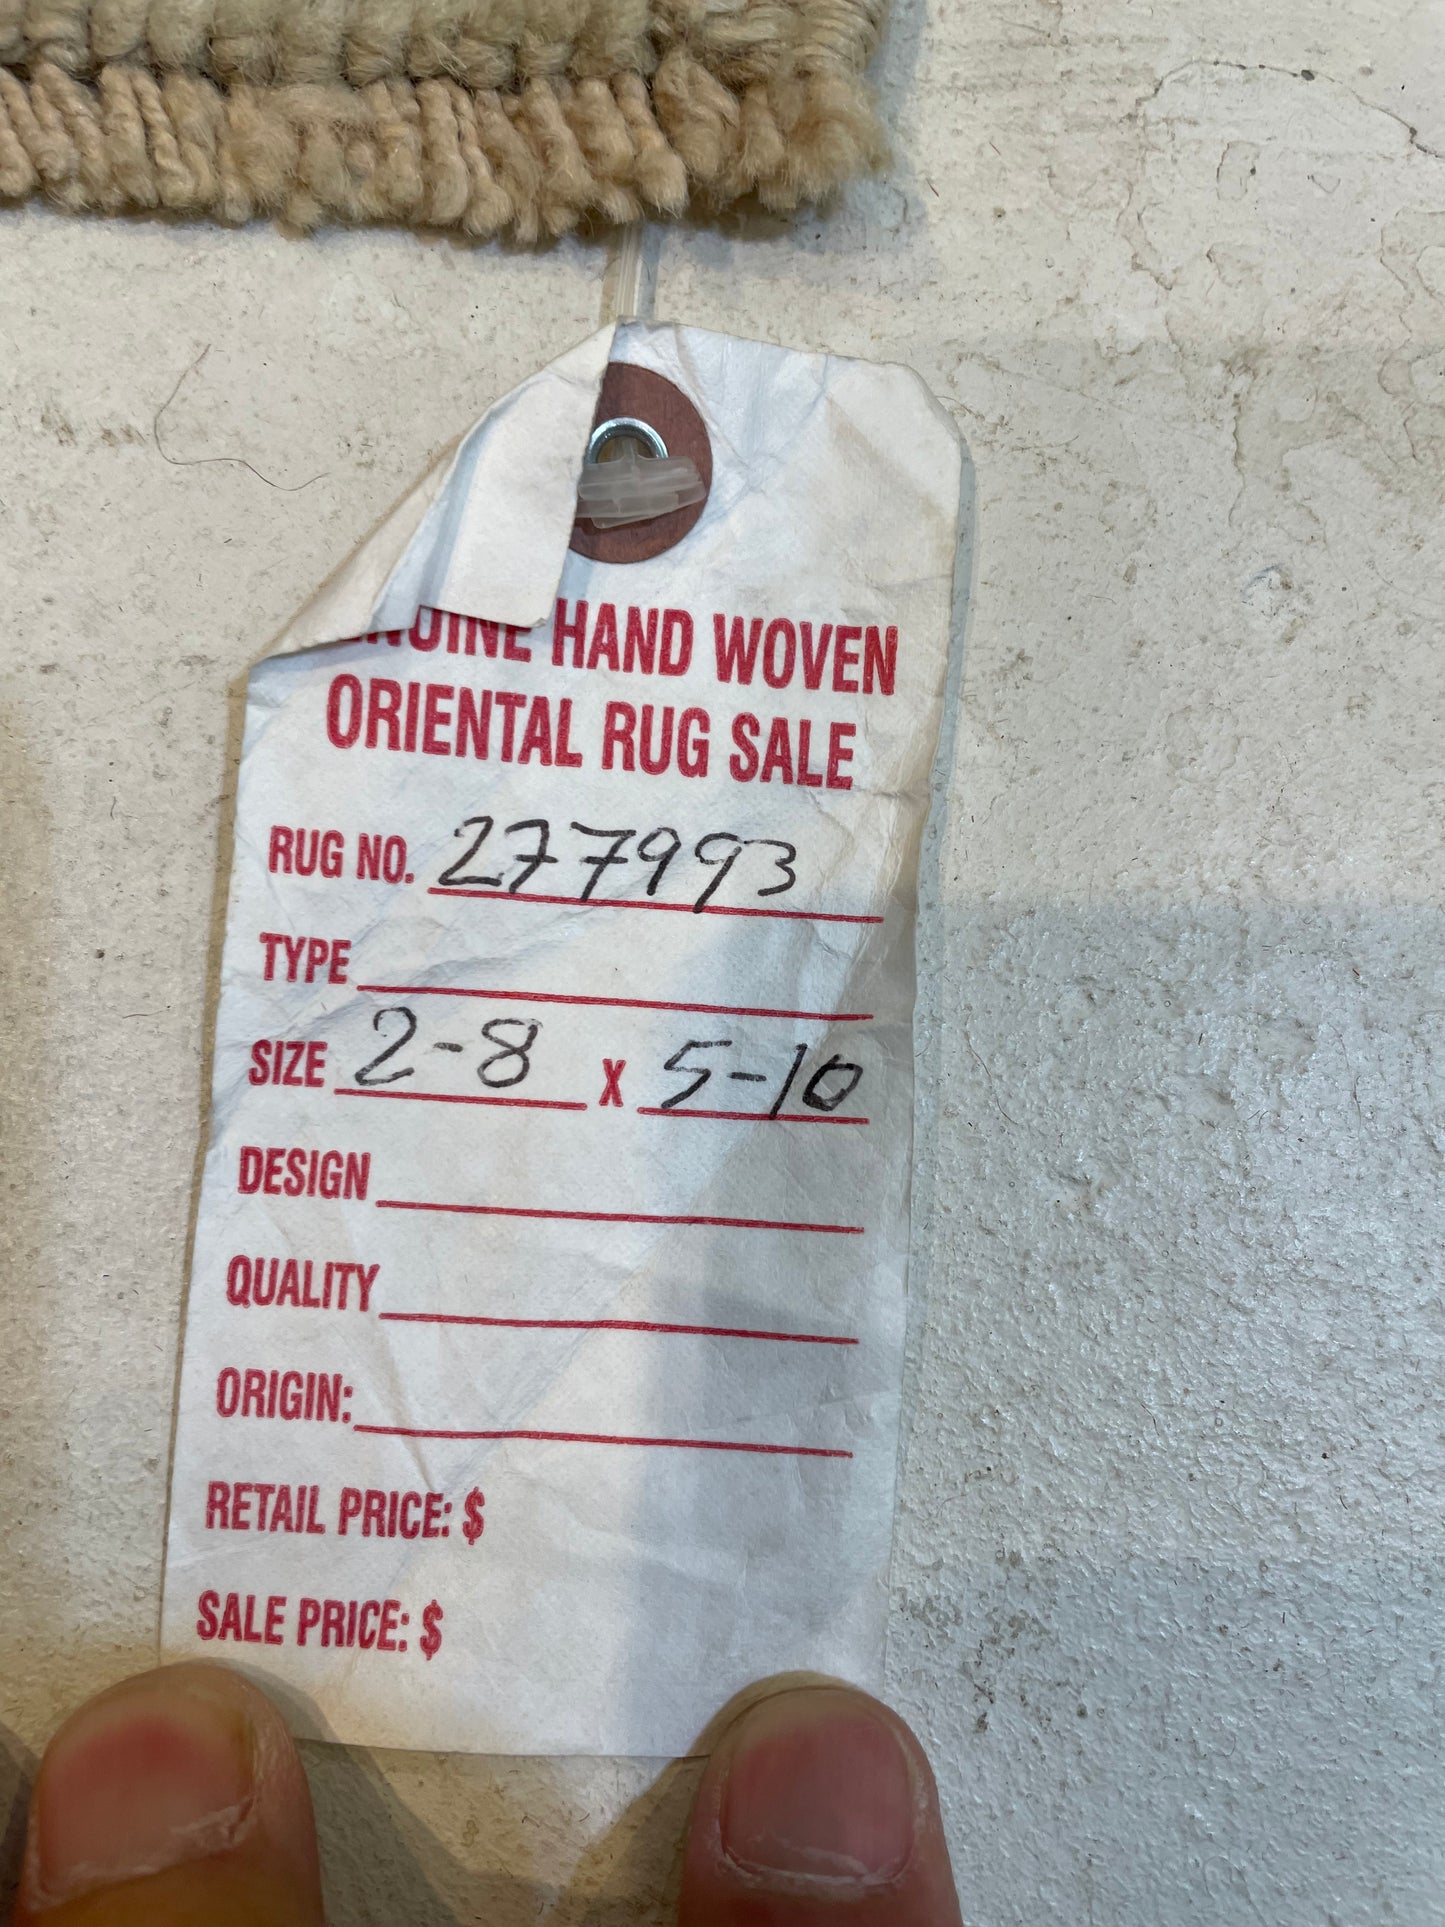 HAND WOVEN
ORIENTAL RUG SALE
RUG NO. 277993
TYPE
SIZE 2-8 X 5-10
DESIGN
QUALITY
ORIGIN:
RETAIL PRICE: $
SALE PRICE: $